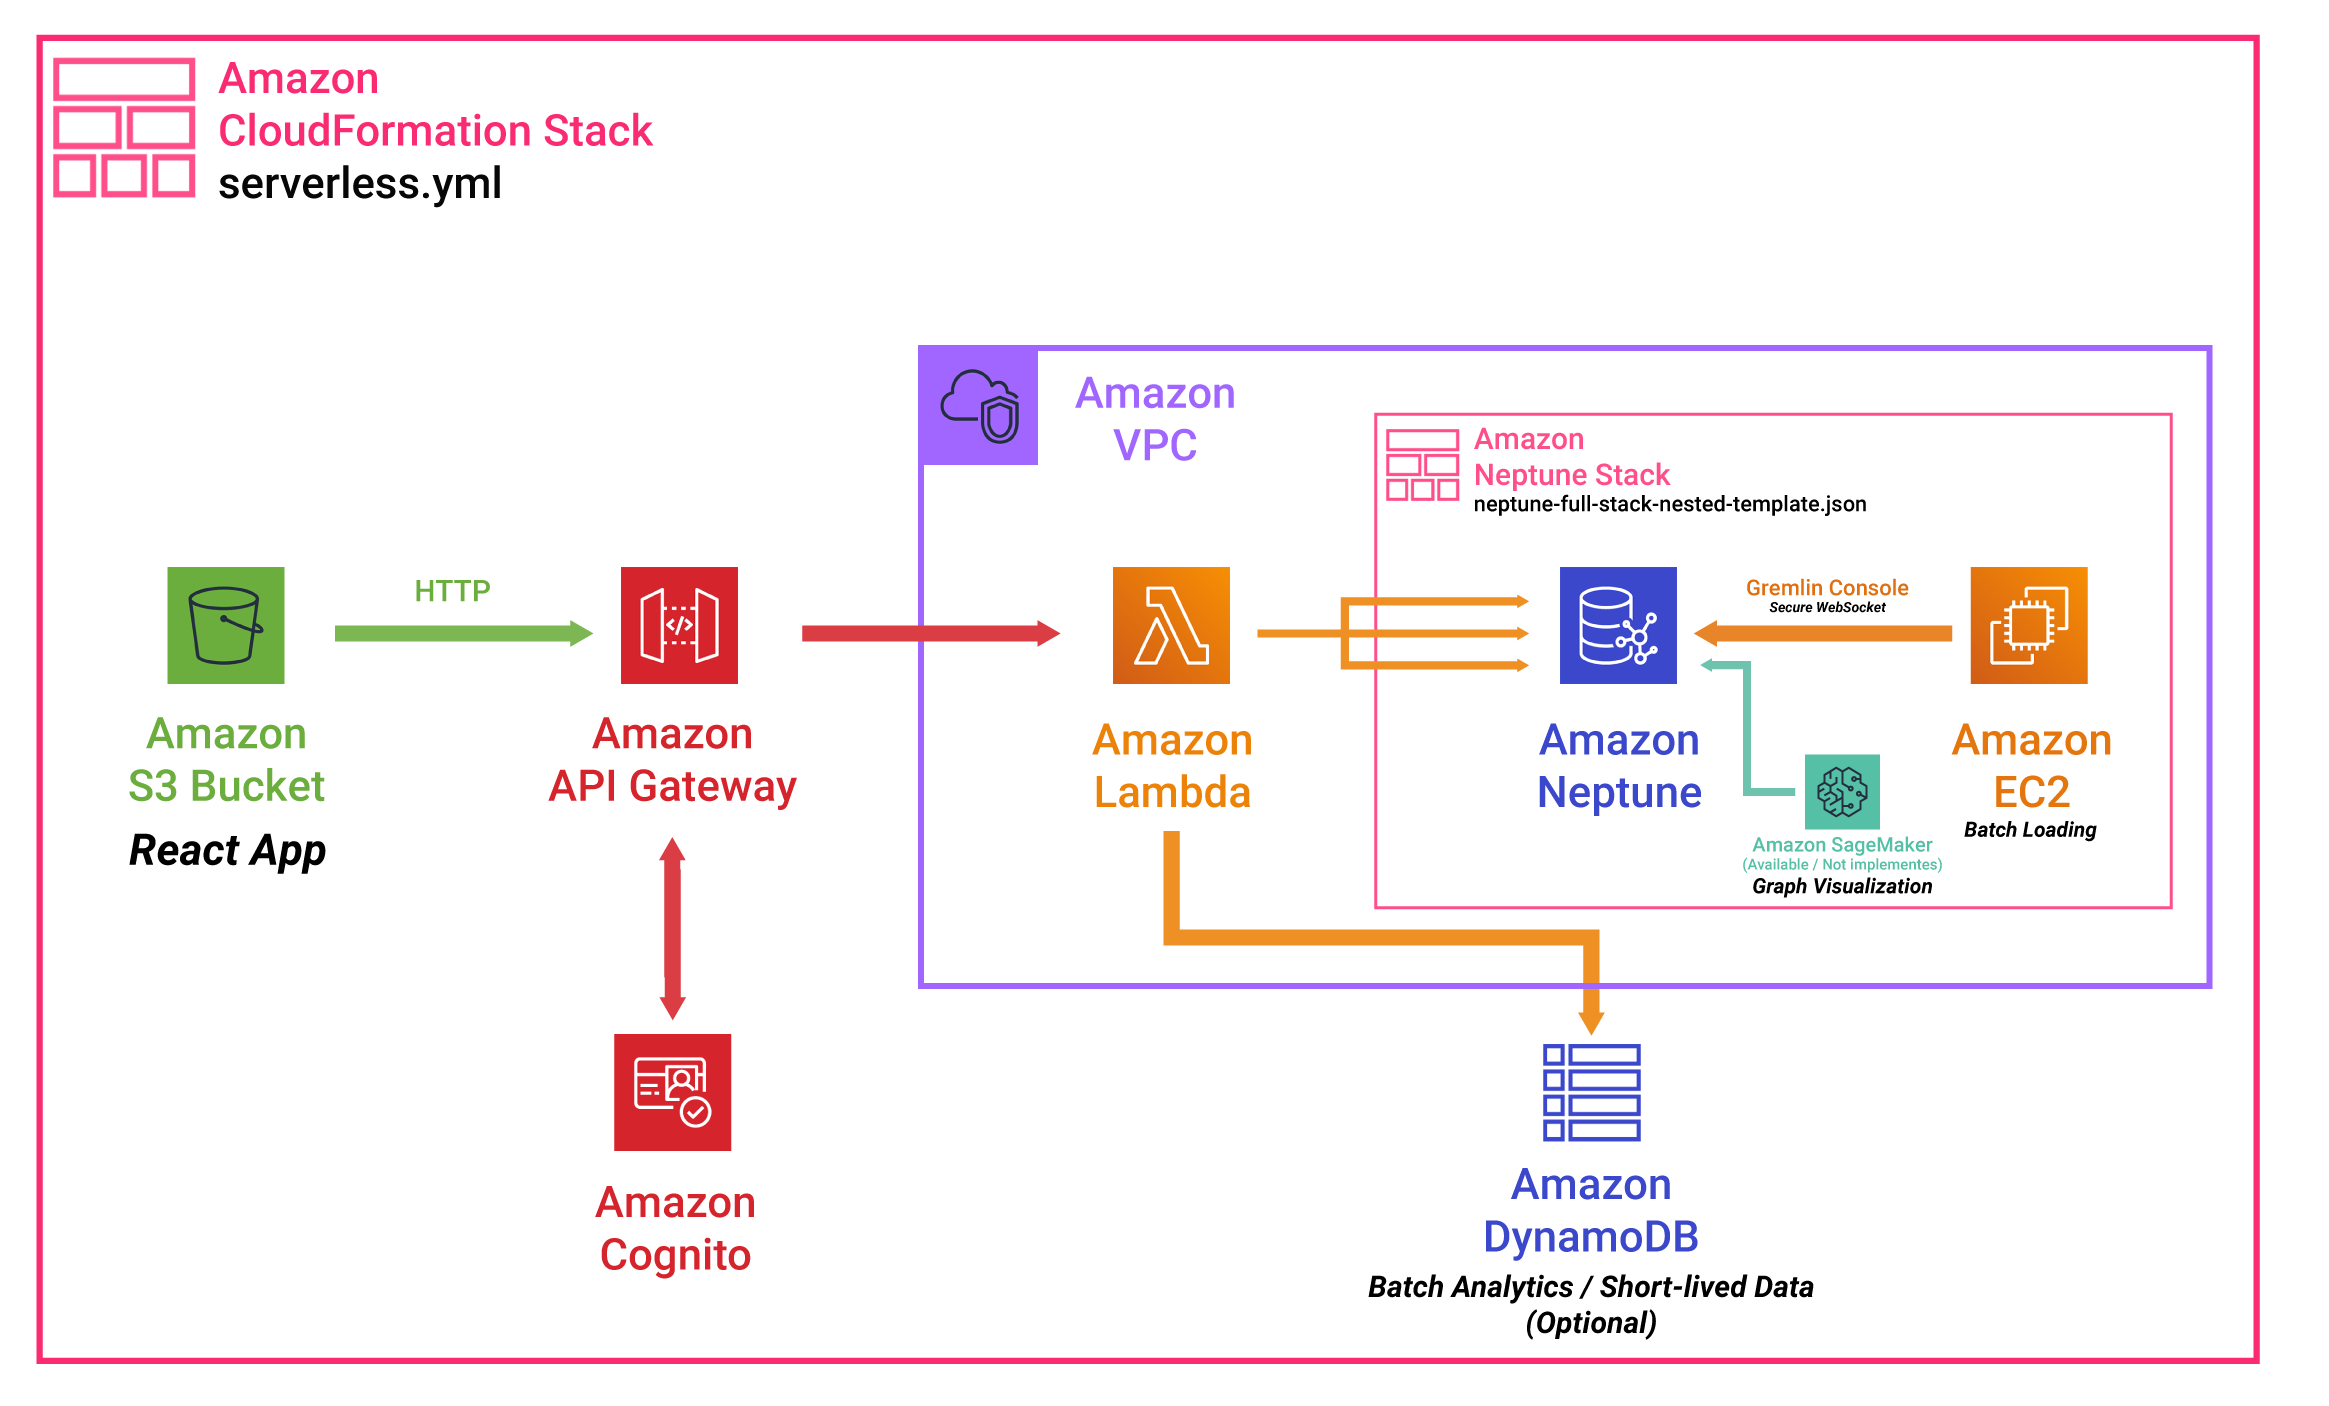 Amazon
CloudFormation Stack
serverless.yml
Amazon
VPC
Amazon
Neptune Stack
neptune-full-stack-nested-template.json
HTTP
Gremlin Console
Secure WebSocket
Amazon
S3 Bucket
React App
Amazon
API Gateway
Amazon
Lambda
Amazon
Neptune
Amazon SageMaker
(Available / Not implementes)
Graph Visualization
Amazon
EC2
Batch Loading
Amazon
Cognito
Amazon
DynamoDB
Batch Analytics / Short-lived Data
(Optional)